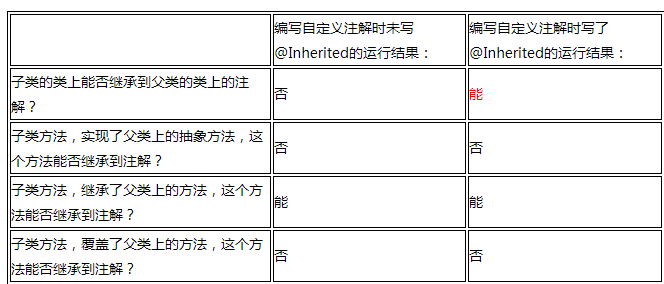 编写自定义注解时未写
@Inherited的运行结果：
编写自定义注解时写了
@Inherited的运行结果：
子类的类上能否继承到父类的类上的注
解？
否
能
子类方法，实现了父类上的抽象方法，这
个方法能否继承到注解？
否
否
子类方法，继承了父类上的方法，这个方
法能否继承到注解？
能
能
子类方法，覆盖了父类上的方法，这个方
法能否继承到注解？
否
否